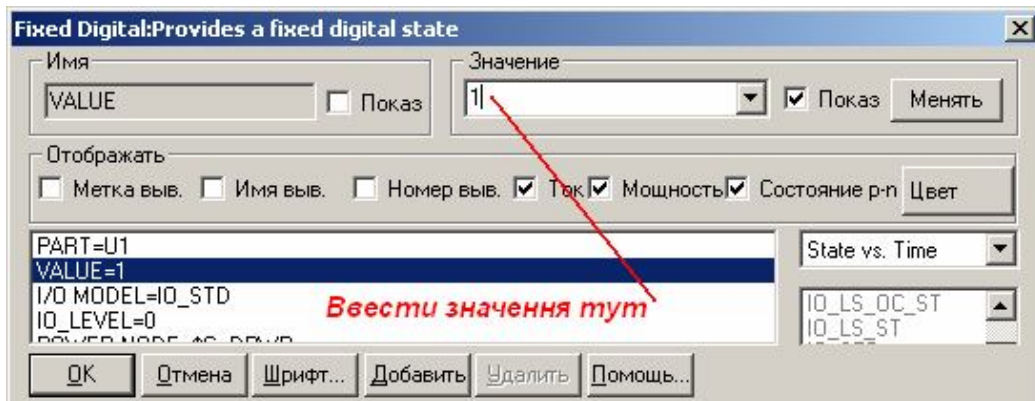 Fixed Digital:Provides a fixed digital state
Имя
Значение
VALUE
Показ
1
Показ
Менять
Отображать
Метка выв.
Имя выв.
Номер выв.
Ток
Мощность
Состояние p-n
Цвет
PART=U1
VALUE=1
I/O MODEL=IO_STD
IO_LEVEL=0
State vs. Time
IO_LS_OC_ST
IO_LS_ST
Ввести значення тут
OK
Отмена
Шрифт...
Добавить
Удалить
Помощь...